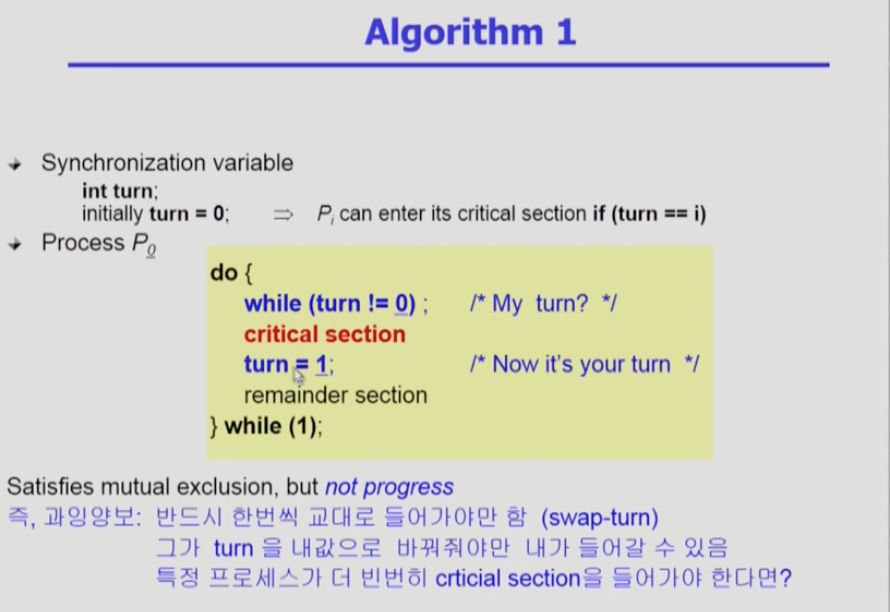 Algorithm 1
Synchronization variable
int turn;
initially turn = 0; ⇒ Pi can enter its critical section if (turn == i)
Process P0
do {
while (turn != 0) ; /* My turn? */
critical section
turn = 1; /* Now it's your turn */
remainder section
} while (1);
Satisfies mutual exclusion, but not progress
즉, 과잉양보: 반드시 한번씩 교대로 들어가야만 함 (swap-turn)
그가 turn 을 내값으로 바꿔줘야만 내가 들어갈 수 있음
특정 프로세스가 더 빈번히 crticial section을 들어가야 한다면?